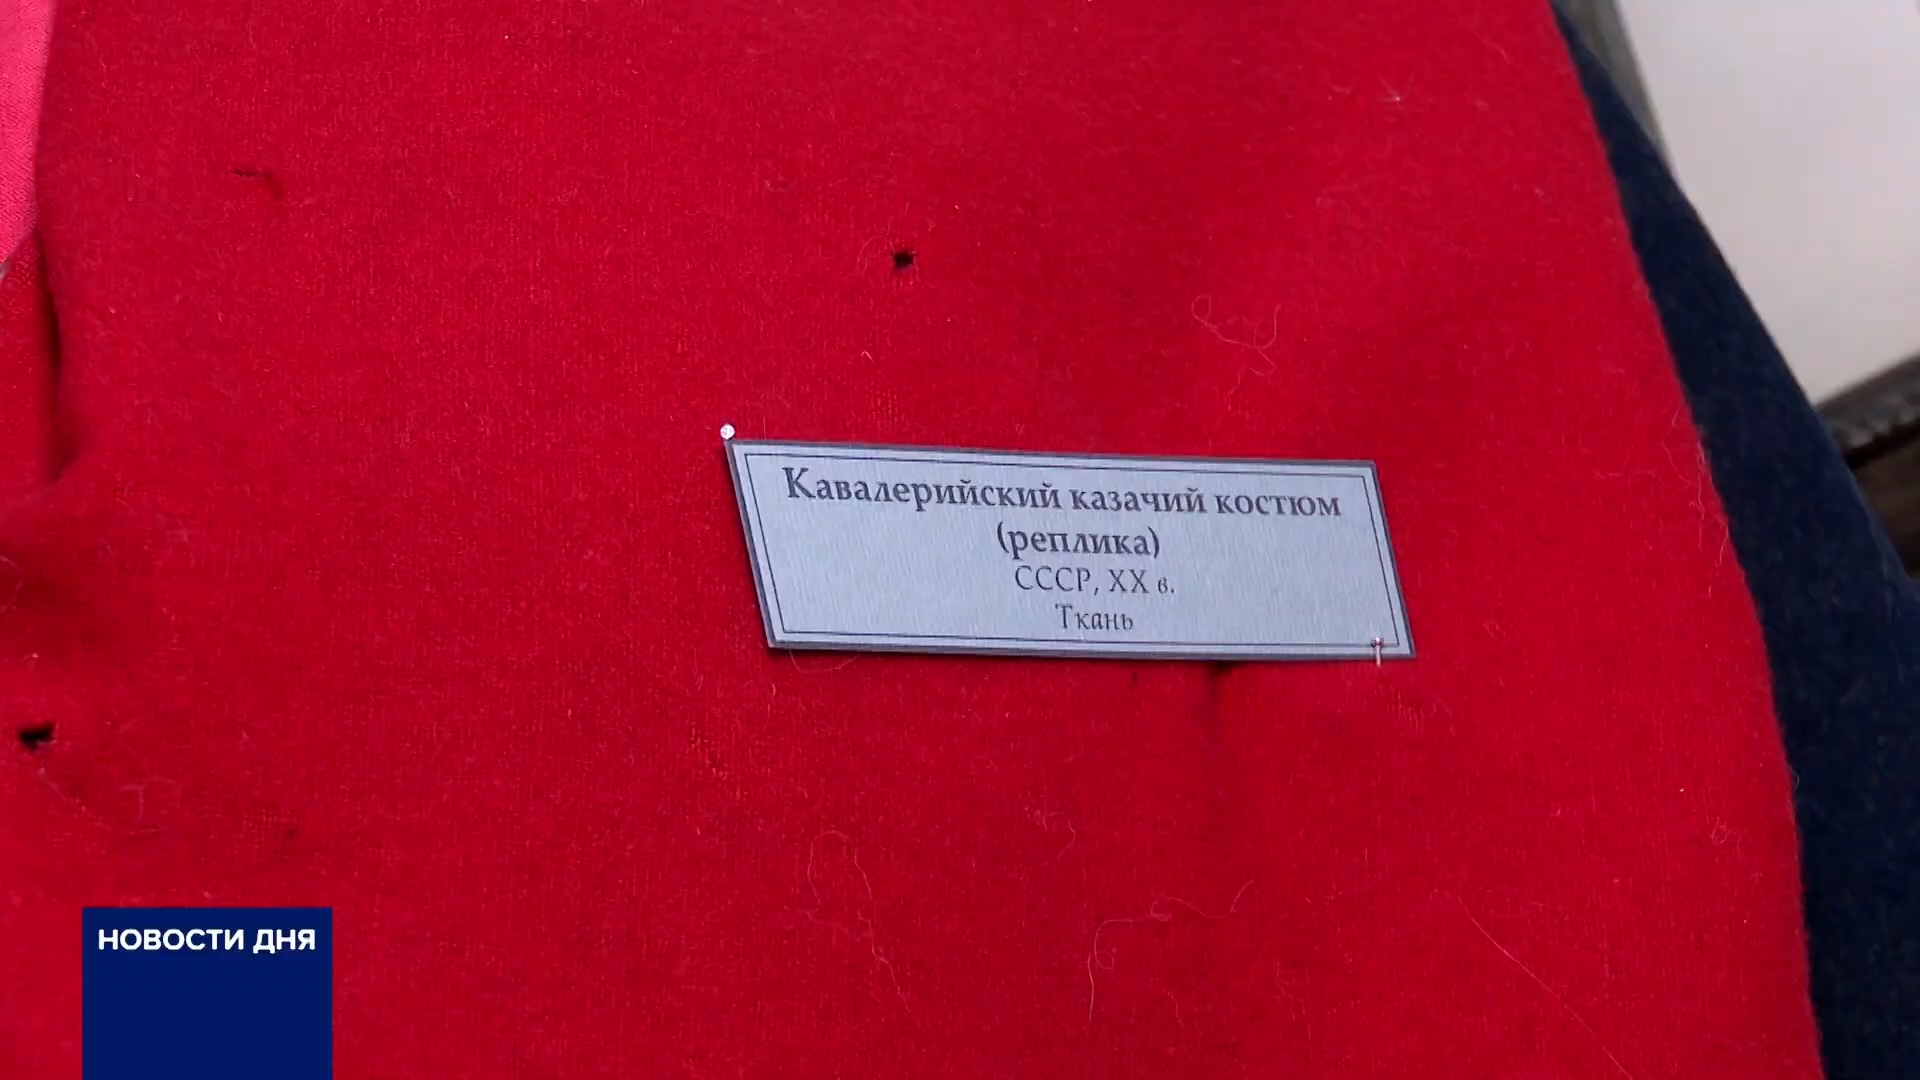 Кавалерийский казачий костюм
(реплика)
СССР, XX в.
Ткань
НОВОСТИ ДНЯ